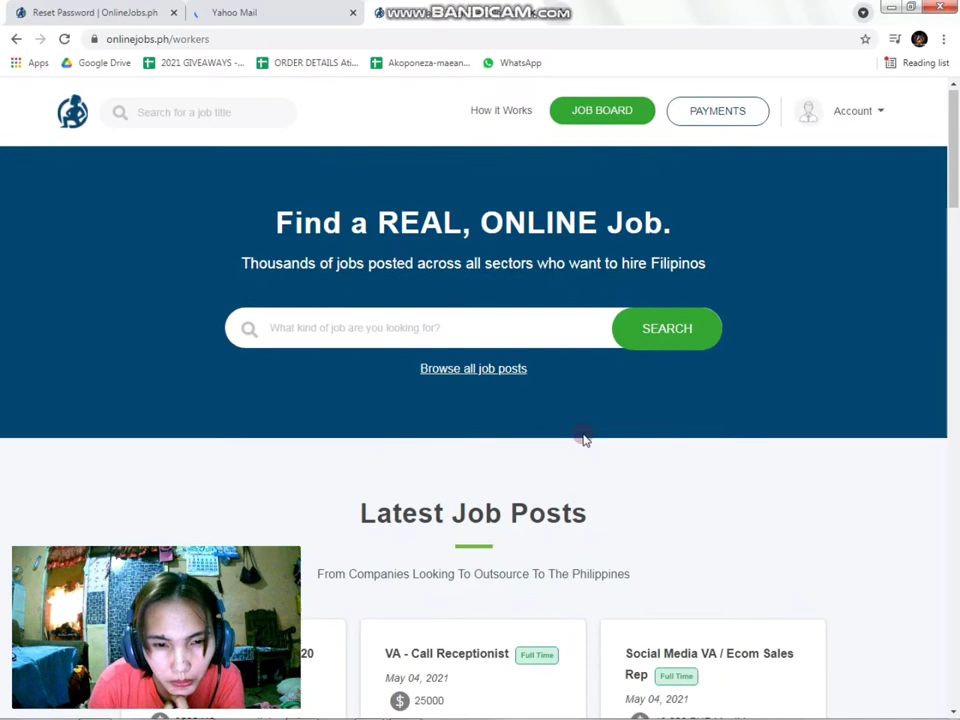 Reset Password | OnlineJobs.ph
Yahoo Mail
www.BANDICAM.com
onlinejobs.ph/workers
Apps
Google Drive
2021 GIVEAWAYS -...
ORDER DETAILS Ati...
Akoponeza-maean...
WhatsApp
Reading list
Search for a job title
How it Works
JOB BOARD
PAYMENTS
Account
Find a REAL, ONLINE Job.
Thousands of jobs posted across all sectors who want to hire Filipinos
What kind of job are you looking for?
SEARCH
Browse all job posts
Latest Job Posts
From Companies Looking To Outsource To The Philippines
20
VA - Call Receptionist Full Time
May 04, 2021
$ 25000
Social Media VA / Ecom Sales
Rep Full Time
May 04, 2021